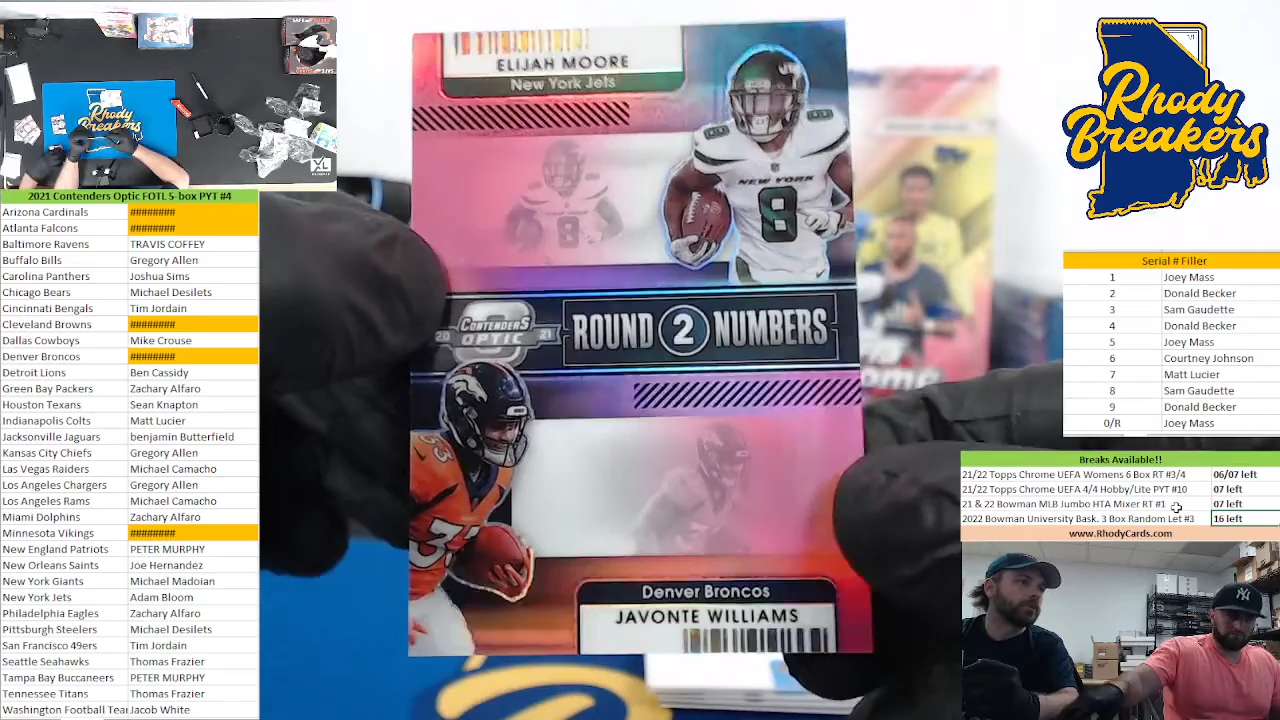 2021 Contenders Optic FOTL 5-box PYT #4
Arizona Cardinals ########
Atlanta Falcons ########
Baltimore Ravens TRAVIS COFFEY
Buffalo Bills Gregory Allen
Carolina Panthers Joshua Sims
Chicago Bears Michael Desilets
Cincinnati Bengals Tim Jordain
Cleveland Browns ########
Dallas Cowboys Mike Crouse
Denver Broncos ########
Detroit Lions Ben Cassidy
Green Bay Packers Zachary Alfaro
Houston Texans Sean Knapton
Indianapolis Colts Matt Lucier
Jacksonville Jaguars benjamin Butterfield
Kansas City Chiefs Gregory Allen
Las Vegas Raiders Michael Camacho
Los Angeles Chargers Gregory Allen
Los Angeles Rams Michael Camacho
Miami Dolphins Zachary Alfaro
Minnesota Vikings ########
New England Patriots PETER MURPHY
New Orleans Saints Joe Hernandez
New York Giants Michael Madoian
New York Jets Adam Bloom
Philadelphia Eagles Zachary Alfaro
Pittsburgh Steelers Michael Desilets
San Francisco 49ers Tim Jordain
Seattle Seahawks Thomas Frazier
Tampa Bay Buccaneers PETER MURPHY
Tennessee Titans Thomas Frazier
Washington Football Tea Jacob White
Rhody
Breakers
ELIJAH MOORE
New York Jets
8
NEW YORK
8
8
20 CONTENDERS 21
OPTIC
ROUND 2 NUMBERS
33
Denver Broncos
JAVONTE WILLIAMS
Rhody
Breakers
Serial # Filler
1 Joey Mass
2 Donald Becker
3 Sam Gaudette
4 Donald Becker
5 Joey Mass
6 Courtney Johnson
7 Matt Lucier
8 Sam Gaudette
9 Donald Becker
0/R Joey Mass
Breaks Available!!
21/22 Topps Chrome UEFA Womens 6 Box RT #3/4 06/07 left
21/22 Topps Chrome UEFA 4/4 Hobby/Lite PYT #10 07 left
21 & 22 Bowman MLB Jumbo HTA Mixer RT #1 07 left
2022 Bowman University Bask. 3 Box Random Let #3 16 left
www.RhodyCards.com